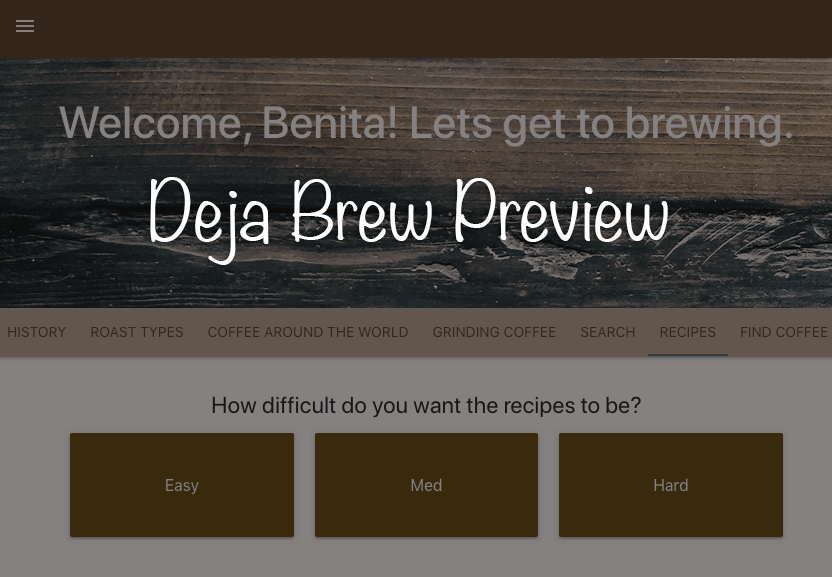 Welcome, Benita! Lets get to brewing.
Deja Brew Preview
HISTORY ROAST TYPES COFFEE AROUND THE WORLD GRINDING COFFEE SEARCH RECIPES FIND COFFEE
How difficult do you want the recipes to be?
Easy Med Hard